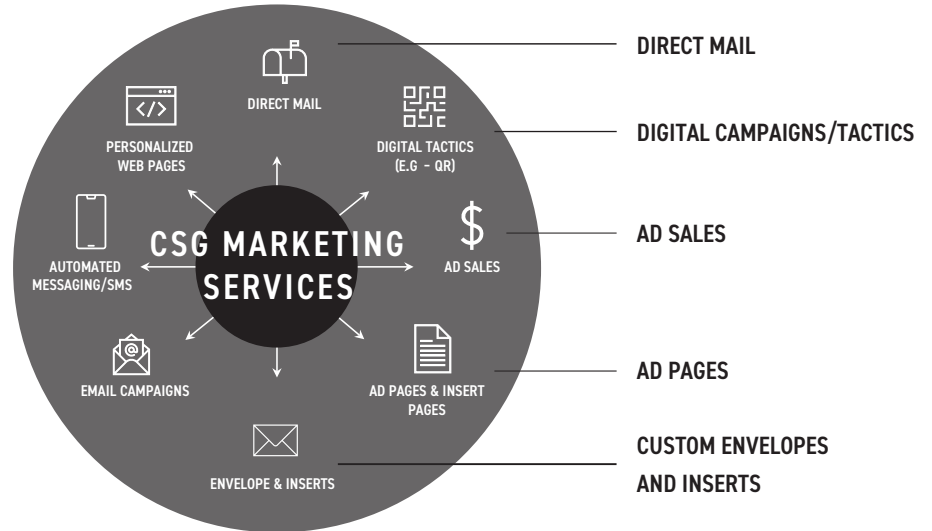 DIRECT MAIL
DIRECT MAIL
</>
PERSONALIZED
WEB PAGES
DIGITAL TACTICS
(E.G - QR)
DIGITAL CAMPAIGNS/TACTICS
CSG MARKETING
SERVICES
$
AD SALES
AD SALES
AUTOMATED
MESSAGING/SMS
@
EMAIL CAMPAIGNS
AD PAGES & INSERT
PAGES
AD PAGES
ENVELOPE & INSERTS
CUSTOM ENVELOPES
AND INSERTS